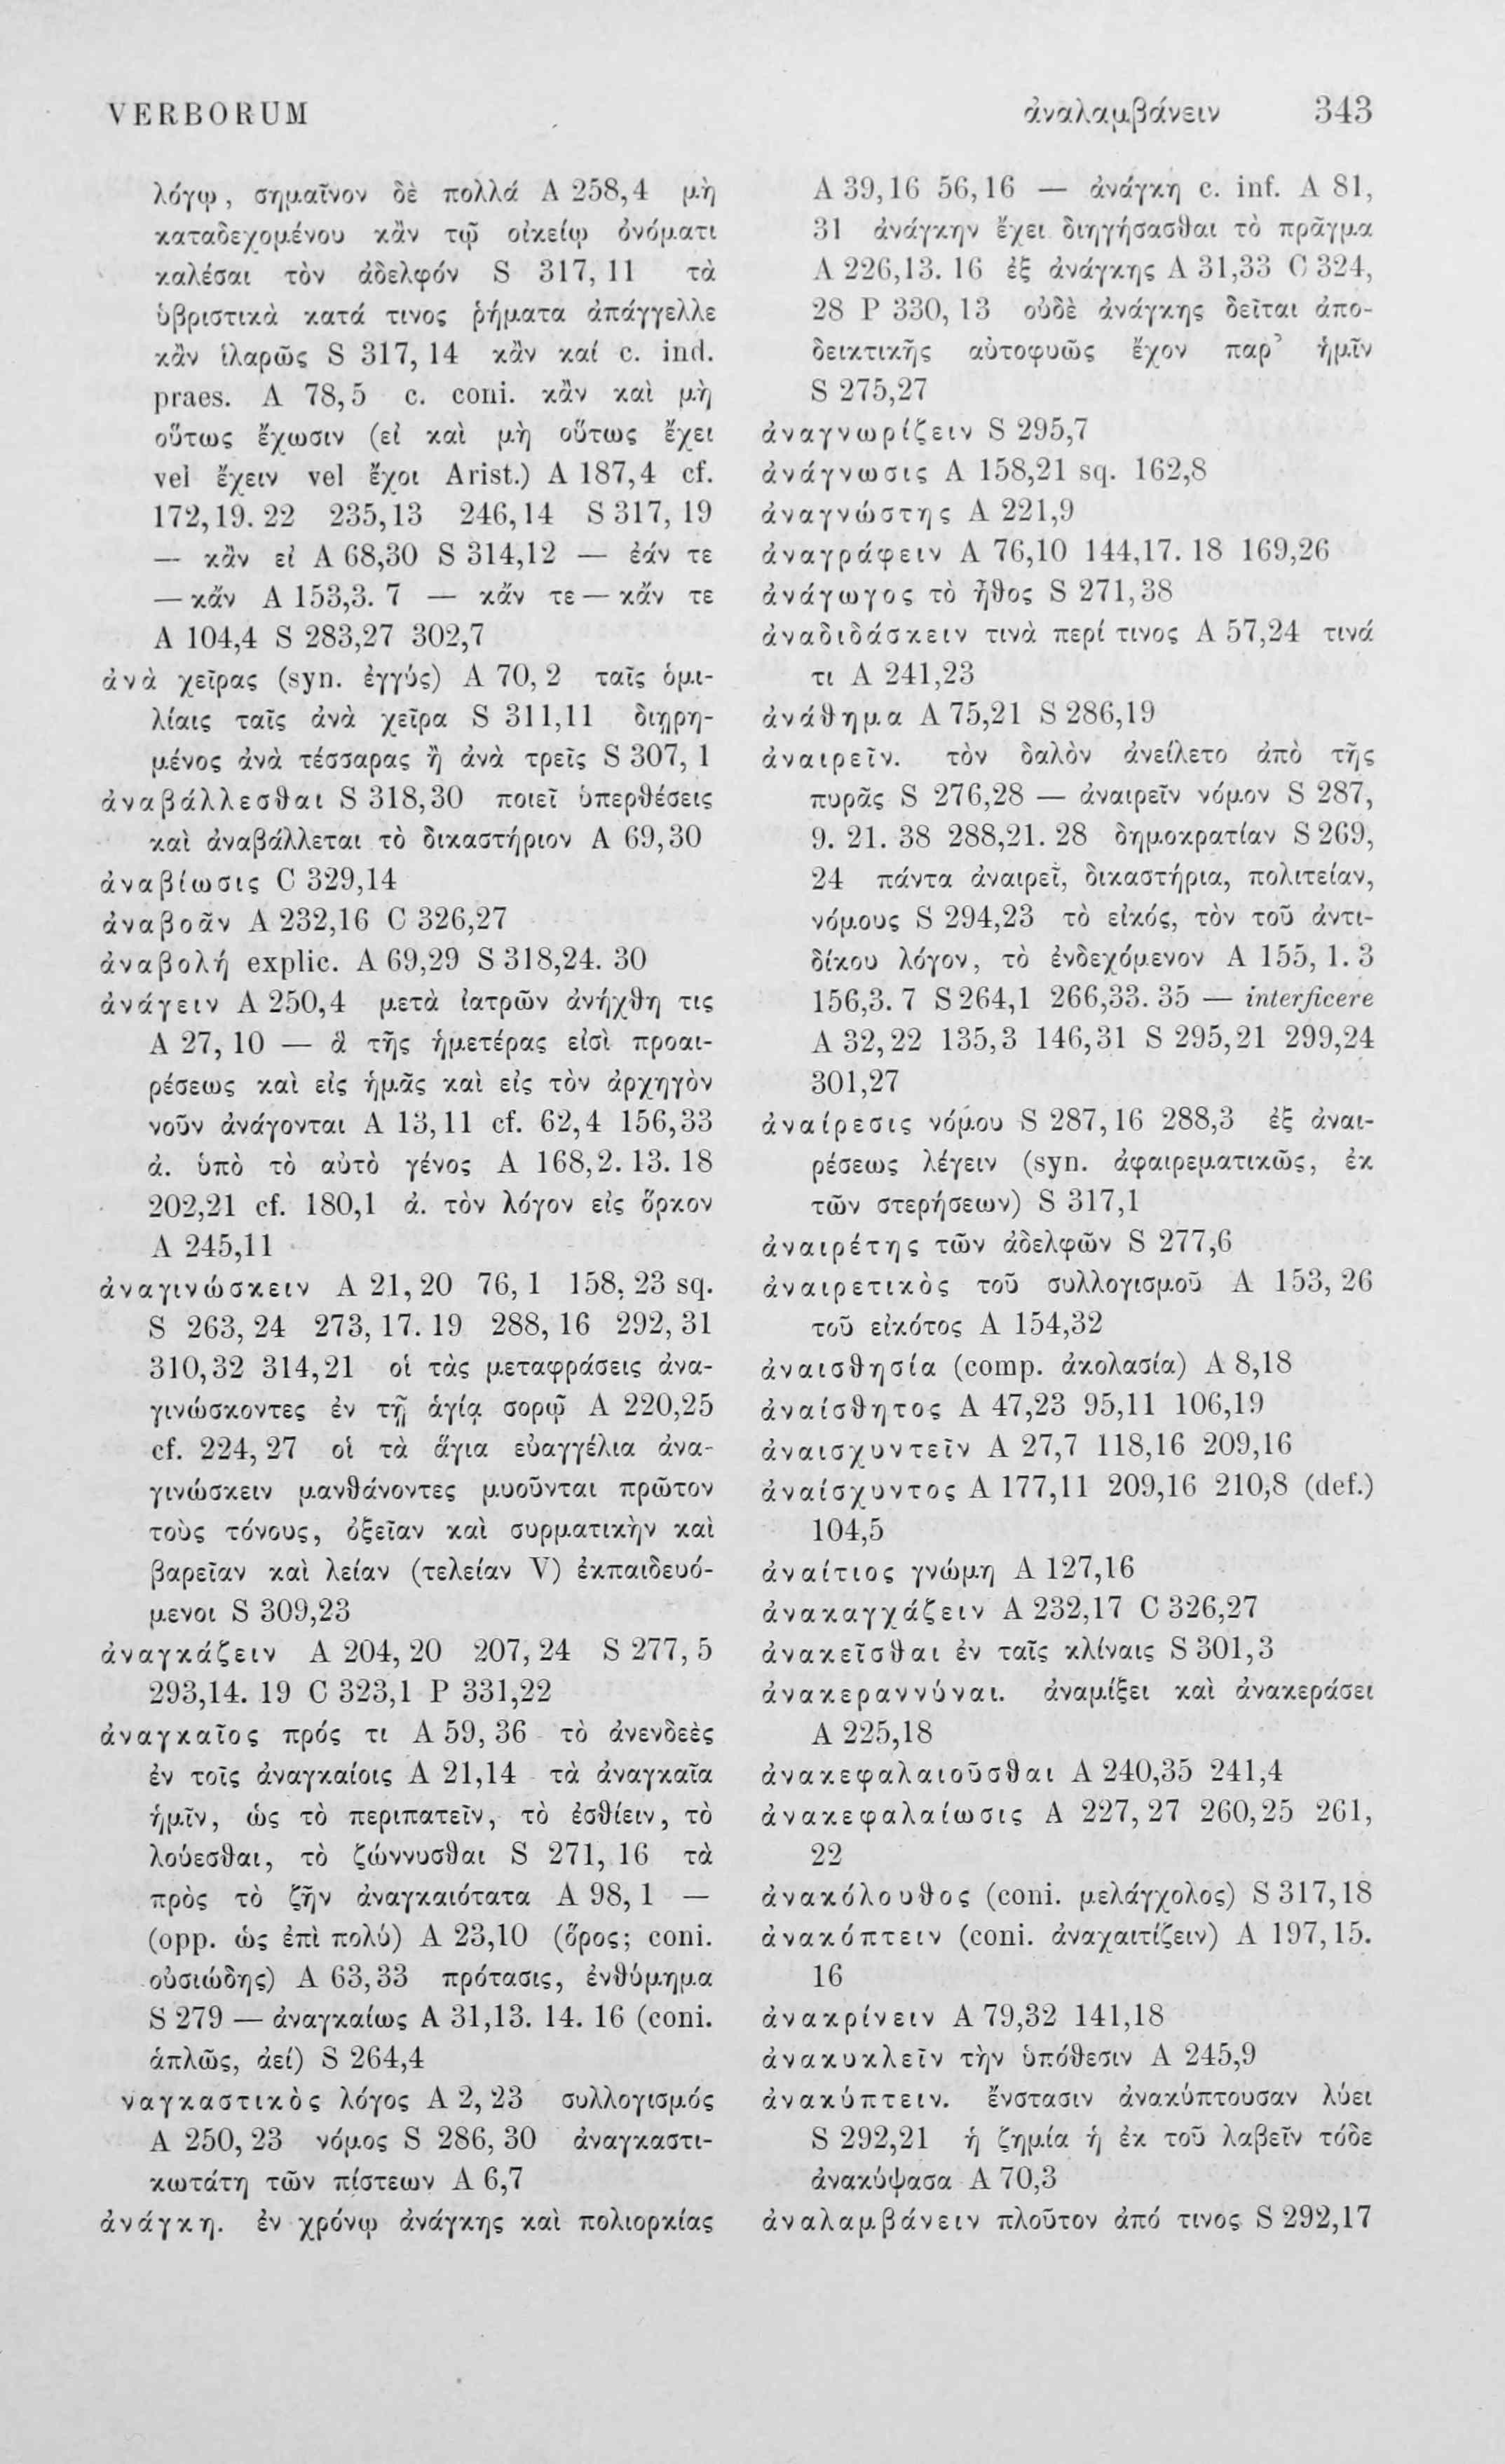 VERBORUM
ἀναλαμβάνειν 343
λόγῳ, σημαῖνον δὲ πολλά A 258,4 μὴ
καταδεχομένου κἂν τῷ οἰκείῳ ὀνόματι
καλέσαι τὸν ἀδελφόν S 317, 11 τὰ
ὑβριστικὰ κατά τινος ῥήματα ἀπάγγελλε
κἂν ἱλαρῶς S 317, 14 κἂν καί c. ind.
praes. A 78,5 c. coni. κἂν καὶ μὴ
οὕτως ἔχωσιν (εἰ καὶ μὴ οὕτως ἔχει
vel ἔχειν vel ἔχοι Arist.) A 187,4 cf.
172,19. 22 235,13 246,14 S 317, 19
— κἂν εἰ A 68,30 S 314,12 — ἐάν τε
— κἄν A 153,3. 7 — κἄν τε — κἄν τε
A 104,4 S 283,27 302,7
ἀνὰ χεῖρας (syn. ἐγγύς) A 70, 2 ταῖς ὁμι-
λίαις ταῖς ἀνὰ χεῖρα S 311,11 διῃρη-
μένος ἀνὰ τέσσαρας ἢ ἀνὰ τρεῖς S 307, 1
ἀναβάλλεσθαι S 318,30 ποιεῖ ὑπερθέσεις
καὶ ἀναβάλλεται τὸ δικαστήριον A 69,30
ἀναβίωσις C 329,14
ἀναβοᾶν A 232,16 C 326,27
ἀναβολή explic. A 69,29 S 318,24. 30
ἀνάγειν A 250,4 μετὰ ἰατρῶν ἀνήχθη τις
A 27, 10 — ἃ τῆς ἡμετέρας εἰσὶ προαι-
ρέσεως καὶ εἰς ἡμᾶς καὶ εἰς τὸν ἀρχηγὸν
νοῦν ἀνάγονται A 13,11 cf. 62,4 156,33
ἀ. ὑπὸ τὸ αὐτὸ γένος A 168,2. 13. 18
202,21 cf. 180,1 ἀ. τὸν λόγον εἰς ὅρκον
A 245,11
ἀναγινώσκειν A 21,20 76,1 158,23 sq.
S 263, 24 273, 17. 19 288, 16 292, 31
310,32 314,21 οἱ τὰς μεταφράσεις ἀνα-
γινώσκοντες ἐν τῇ ἁγίᾳ σορῷ A 220,25
cf. 224, 27 οἱ τὰ ἅγια εὐαγγέλια ἀνα-
γινώσκειν μανθάνοντες μυοῦνται πρῶτον
τοὺς τόνους, ὀξεῖαν καὶ συρματικὴν καὶ
βαρεῖαν καὶ λείαν (τελείαν V) ἐκπαιδευό-
μενοι S 309,23
ἀναγκάζειν A 204, 20 207, 24 S 277, 5
293,14. 19 C 323,1 P 331,22
ἀναγκαῖος πρός τι A 59, 36 τὸ ἀνενδεὲς
ἐν τοῖς ἀναγκαίοις A 21,14 τὰ ἀναγκαῖα
ἡμῖν, ὡς τὸ περιπατεῖν, τὸ ἐσθίειν, τὸ
λούεσθαι, τὸ ζώννυσθαι S 271, 16 τὰ
πρὸς τὸ ζῆν ἀναγκαιότατα A 98, 1 —
(opp. ὡς ἐπὶ πολύ) A 23,10 (ὅρος; coni.
οὐσιώδης) A 63,33 πρότασις, ἐνθύμημα
S 279 — ἀναγκαίως A 31,13. 14. 16 (coni.
ἁπλῶς, ἀεί) S 264,4
ναγκαστικὸς λόγος A 2, 23 συλλογισμός
A 250, 23 νόμος S 286, 30 ἀναγκαστι-
κωτάτη τῶν πίστεων A 6,7
ἀνάγκη. ἐν χρόνῳ ἀνάγκης καὶ πολιορκίας
A 39,16 56,16 — ἀνάγκη c. inf. A 81,
31 ἀνάγκην ἔχει διηγήσασθαι τὸ πρᾶγμα
A 226,13. 16 ἐξ ἀνάγκης A 31,33 C 324,
28 P 330, 13 οὐδὲ ἀνάγκης δεῖται ἀπο-
δεικτικῆς αὐτοφυῶς ἔχον παρ’ ἡμῖν
S 275,27
ἀναγνωρίζειν S 295,7
ἀνάγνωσις A 158,21 sq. 162,8
ἀναγνώστης A 221,9
ἀναγράφειν A 76,10 144,17. 18 169,26
ἀνάγωγος τὸ ἦθος S 271,38
ἀναδιδάσκειν τινὰ περί τινος A 57,24 τινά
τι A 241,23
ἀνάθημα A 75,21 S 286,19
ἀναιρεῖν. τὸν δαλὸν ἀνείλετο ἀπὸ τῆς
πυρᾶς S 276,28 — ἀναιρεῖν νόμον S 287,
9. 21. 38 288,21. 28 δημοκρατίαν S 269,
24 πάντα ἀναιρεῖ, δικαστήρια, πολιτείαν,
νόμους S 294,23 τὸ εἰκός, τὸν τοῦ ἀντι-
δίκου λόγον, τὸ ἐνδεχόμενον A 155, 1. 3
156,3. 7 S 264,1 266,33. 35 — interficere
A 32,22 135,3 146,31 S 295,21 299,24
301,27
ἀναίρεσις νόμου S 287,16 288,3 ἐξ ἀναι-
ρέσεως λέγειν (syn. ἀφαιρεματικῶς, ἐκ
τῶν στερήσεων) S 317,1
ἀναιρέτης τῶν ἀδελφῶν S 277,6
ἀναιρετικὸς τοῦ συλλογισμοῦ A 153, 26
τοῦ εἰκότος A 154,32
ἀναισθησία (comp. ἀκολασία) A 8,18
ἀναίσθητος A 47,23 95,11 106,19
ἀναισχυντεῖν A 27,7 118,16 209,16
ἀναίσχυντος A 177,11 209,16 210,8 (def.)
104,5
ἀναίτιος γνώμη A 127,16
ἀνακαγχάζειν A 232,17 C 326,27
ἀνακεῖσθαι ἐν ταῖς κλίναις S 301,3
ἀνακεραννύναι. ἀναμίξει καὶ ἀνακεράσει
A 225,18
ἀνακεφαλαιοῦσθαι A 240,35 241,4
ἀνακεφαλαίωσις A 227, 27 260,25 261,
22
ἀνακόλουθος (coni. μελάγχολος) S 317,18
ἀνακόπτειν (coni. ἀναχαιτίζειν) A 197,15.
16
ἀνακρίνειν A 79,32 141,18
ἀνακυκλεῖν τὴν ὑπόθεσιν A 245,9
ἀνακύπτειν. ἔνστασιν ἀνακύπτουσαν λύει
S 292,21 ἡ ζημία ἡ ἐκ τοῦ λαβεῖν τόδε
ἀνακύψασα A 70,3
ἀναλαμβάνειν πλοῦτον ἀπό τινος S 292,17